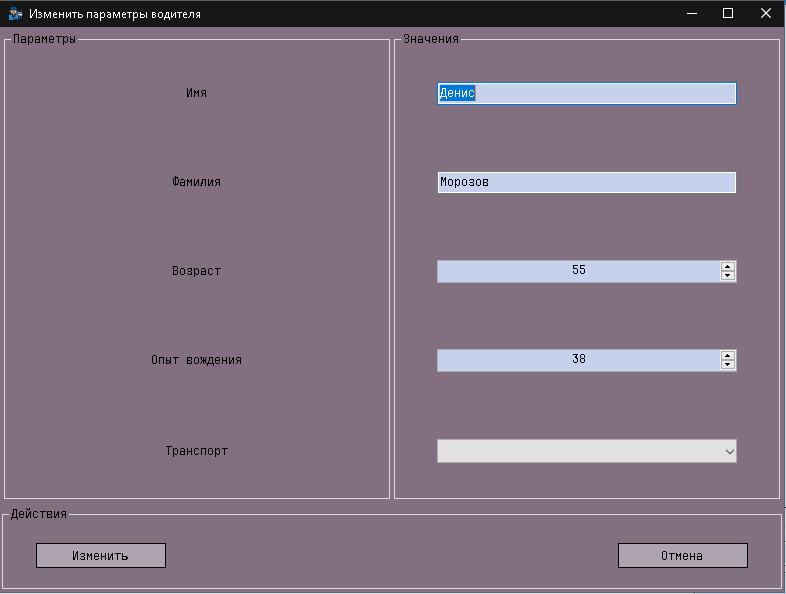 Изменить параметры водителя
Параметры
Значения
Имя
Денис
Фамилия
Морозов
Возраст
55
Опыт вождения
38
Транспорт
Действия
Изменить
Отмена